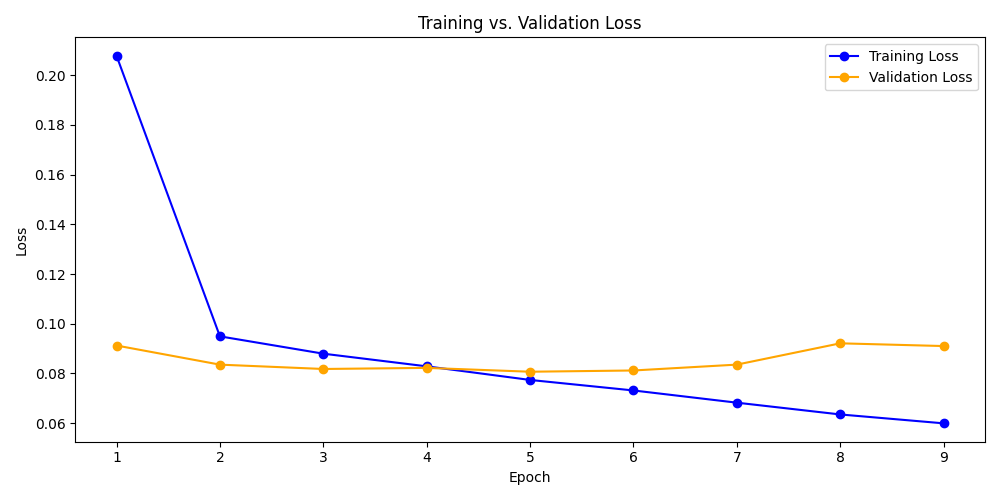 Training vs. Validation Loss
Training Loss
Validation Loss
0.20
0.18
0.16
0.14
0.12
0.10
0.08
0.06
Loss
1 2 3 4 5 6 7 8 9
Epoch